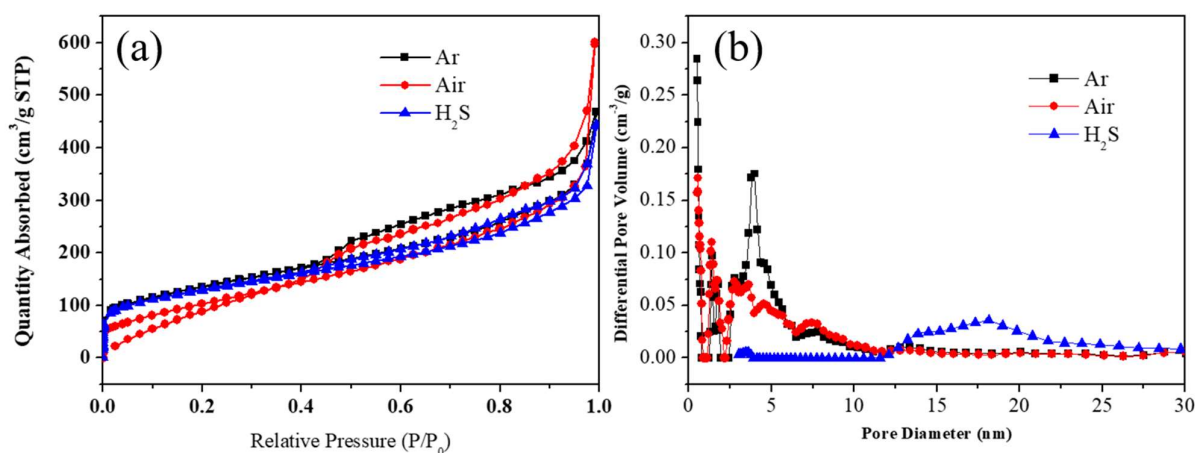 (a)
Ar
Air
H₂S
Quantity Absorbed (cm³/g STP)
600
500
400
300
200
100
0
0.0 0.2 0.4 0.6 0.8 1.0
Relative Pressure (P/P₀)
(b)
Ar
Air
H₂S
Differential Pore Volume (cm⁻³/g)
0.30
0.25
0.20
0.15
0.10
0.05
0.00
0 5 10 15 20 25 30
Pore Diameter (nm)